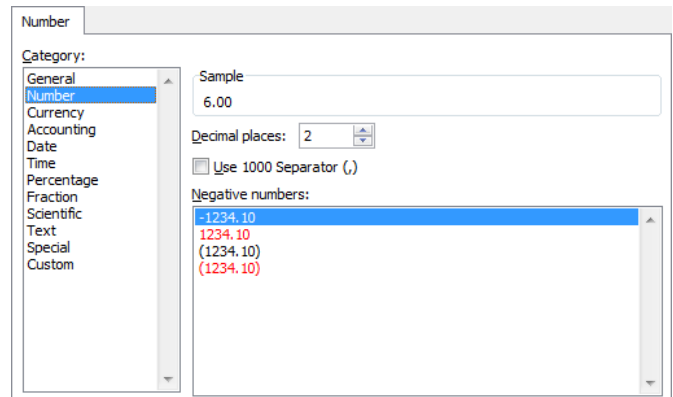 Number
Category:
General
Number
Currency
Accounting
Date
Time
Percentage
Fraction
Scientific
Text
Special
Custom
Sample
6.00
Decimal places: 2
Use 1000 Separator (,)
Negative numbers:
-1234.10
1234.10
(1234.10)
(1234.10)